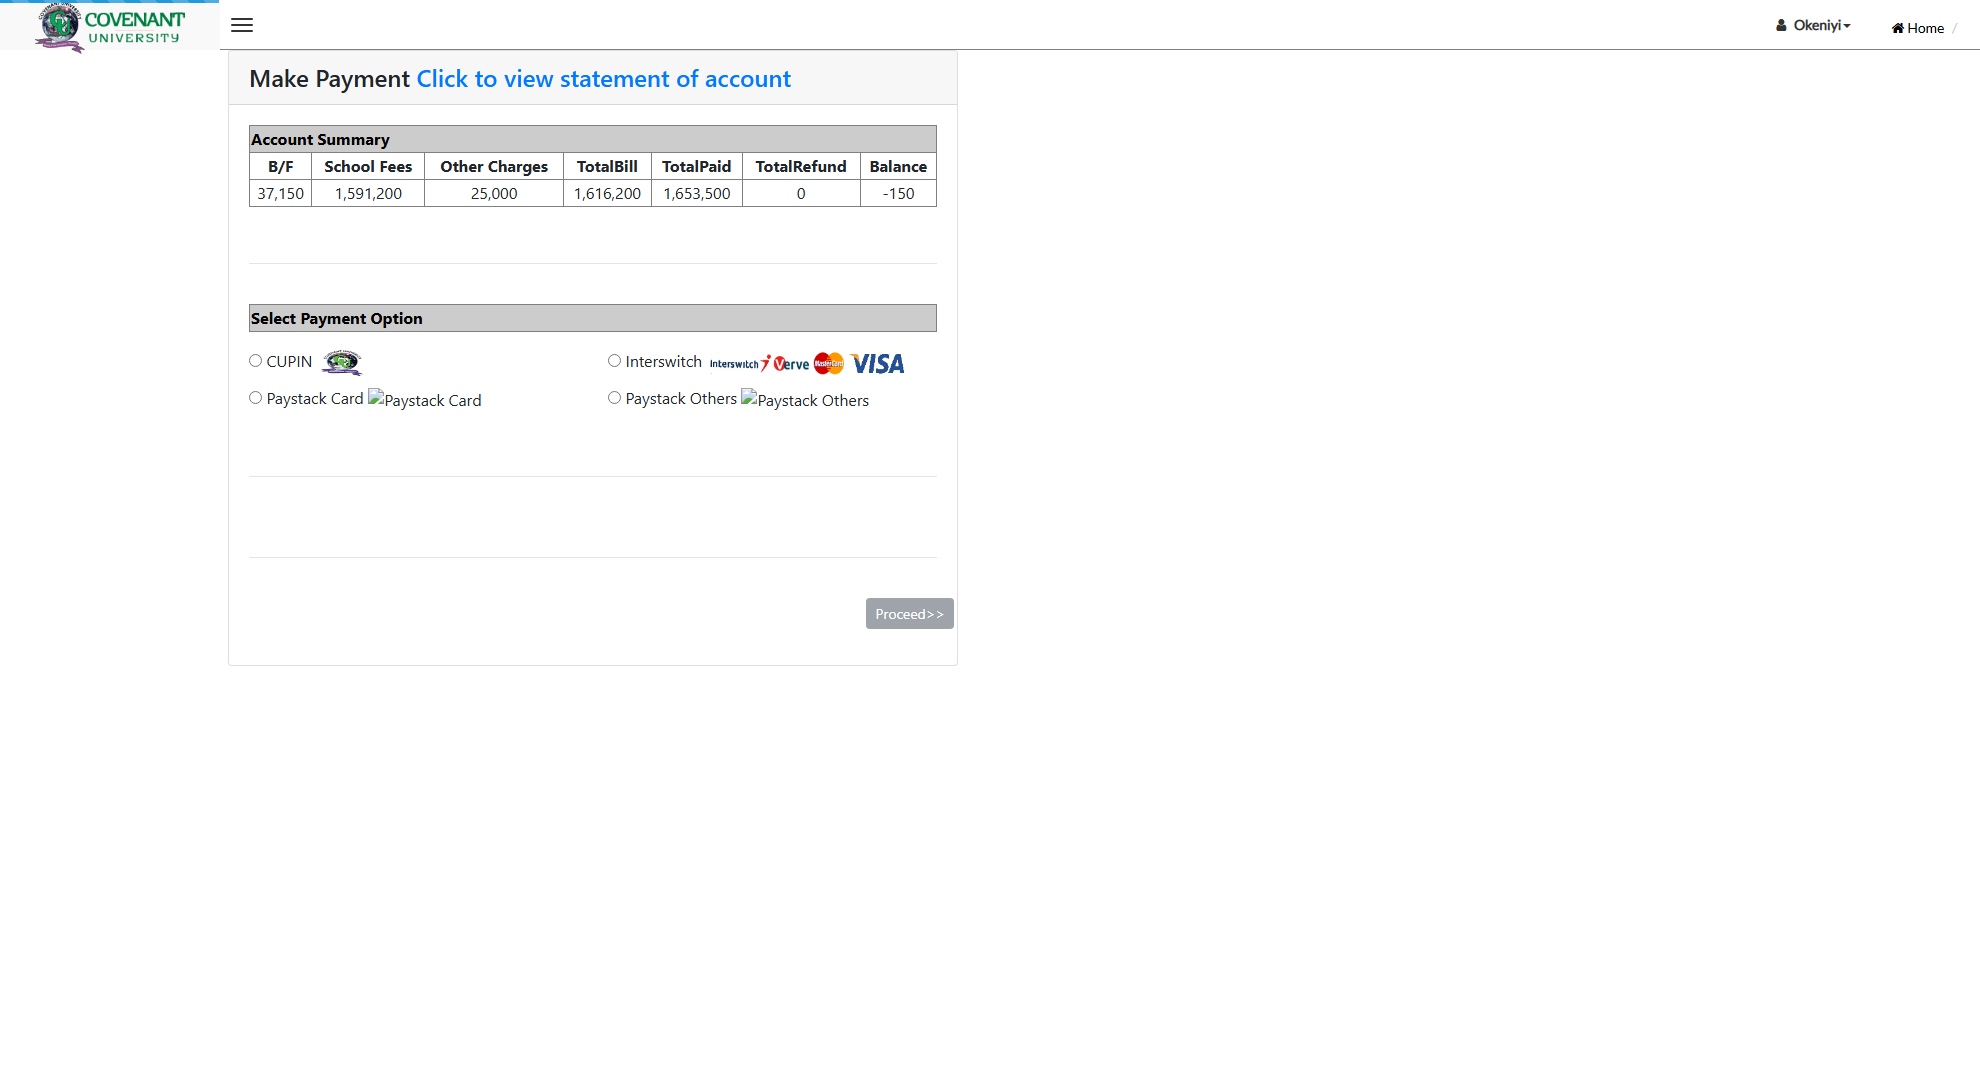 COVENANT
UNIVERSITY
Okeniyi
Home /
Make Payment Click to view statement of account
Account Summary
B/F School Fees Other Charges TotalBill TotalPaid TotalRefund Balance
37,150 1,591,200 25,000 1,616,200 1,653,500 0 -150
Select Payment Option
CUPIN
Interswitch Interswitch Verve MasterCard VISA
Paystack Card Paystack Card
Paystack Others Paystack Others
Proceed>>